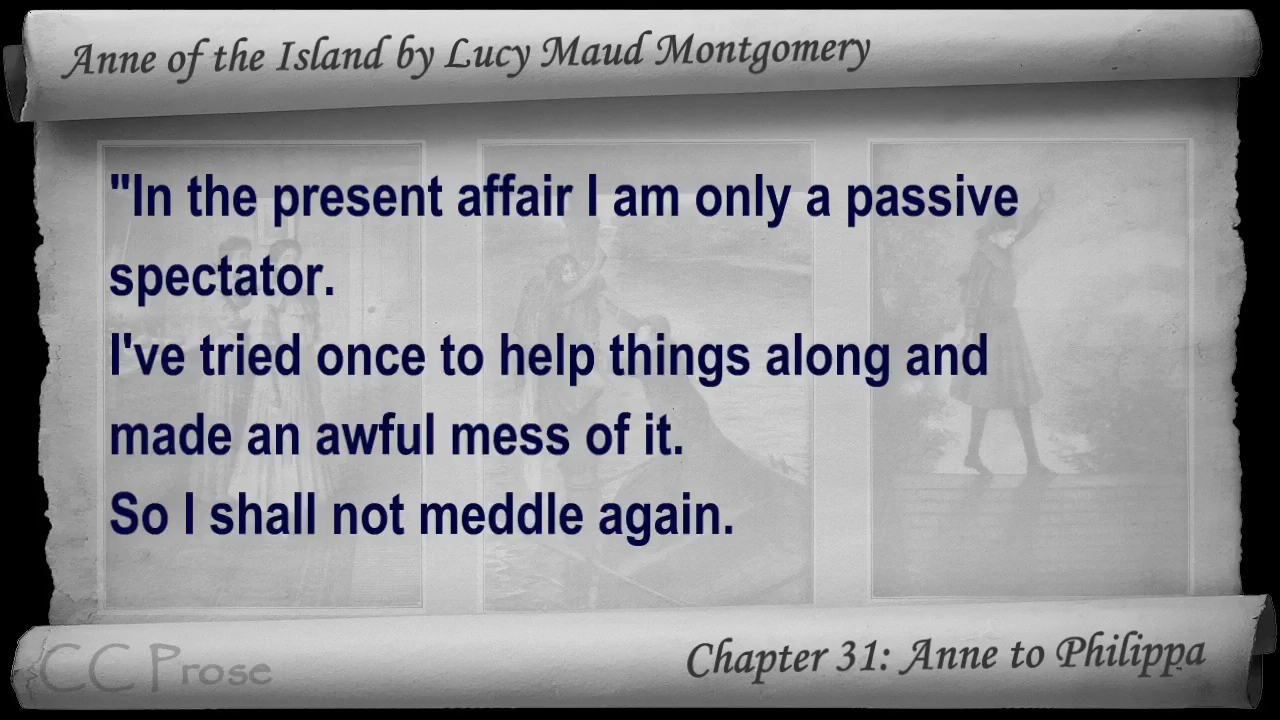 Anne of the Island by Lucy Maud Montgomery
"In the present affair I am only a passive
spectator.
I've tried once to help things along and
made an awful mess of it.
So I shall not meddle again.
CC Prose
Chapter 31: Anne to Philippa